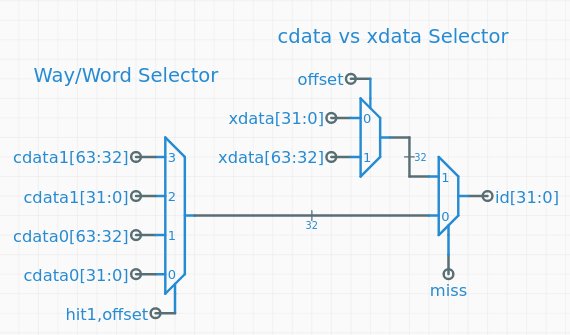 cdata vs xdata Selector
Way/Word Selector
offset
xdata[31:0]
0
xdata[63:32]
1
32
cdata1[63:32]
3
cdata1[31:0]
2
cdata0[63:32]
1
cdata0[31:0]
0
hit1,offset
32
1
0
id[31:0]
miss